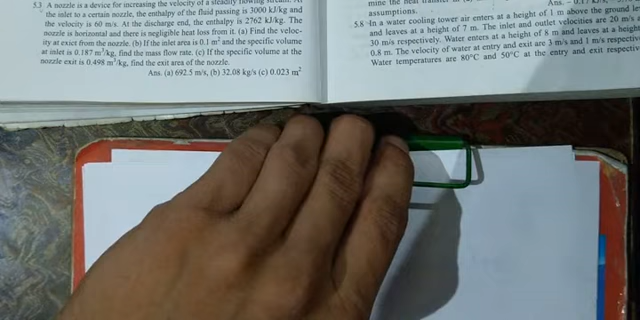 5.3 A nozzle is a device for increasing the velocity of a steadily flowing
the inlet to a certain nozzle, the enthalpy of the fluid passing is 3000 kJ/kg and
the velocity is 60 m/s. At the discharge end, the enthalpy is 2762 kJ/kg. The
nozzle is horizontal and there is negligible heat loss from it. (a) Find the veloc-
ity at exist from the nozzle. (b) If the inlet area is 0.1 m² and the specific volume
at inlet is 0.187 m³/kg, find the mass flow rate. (c) If the specific volume at the
nozzle exit is 0.498 m³/kg, find the exit area of the nozzle.
Ans. (a) 692.5 m/s, (b) 32.08 kg/s (c) 0.023 m²
mine the heat
assumptions.
5.8 In a water cooling tower air enters at a height of 1 m above the ground
and leaves at a height of 7 m. The inlet and outlet velocities are 20 m/s
30 m/s respectively. Water enters at a height of 8 m and leaves at a height
0.8 m. The velocity of water at entry and exit are 3 m/s and 1 m/s
Water temperatures are 80°C and 50°C at the entry and exit